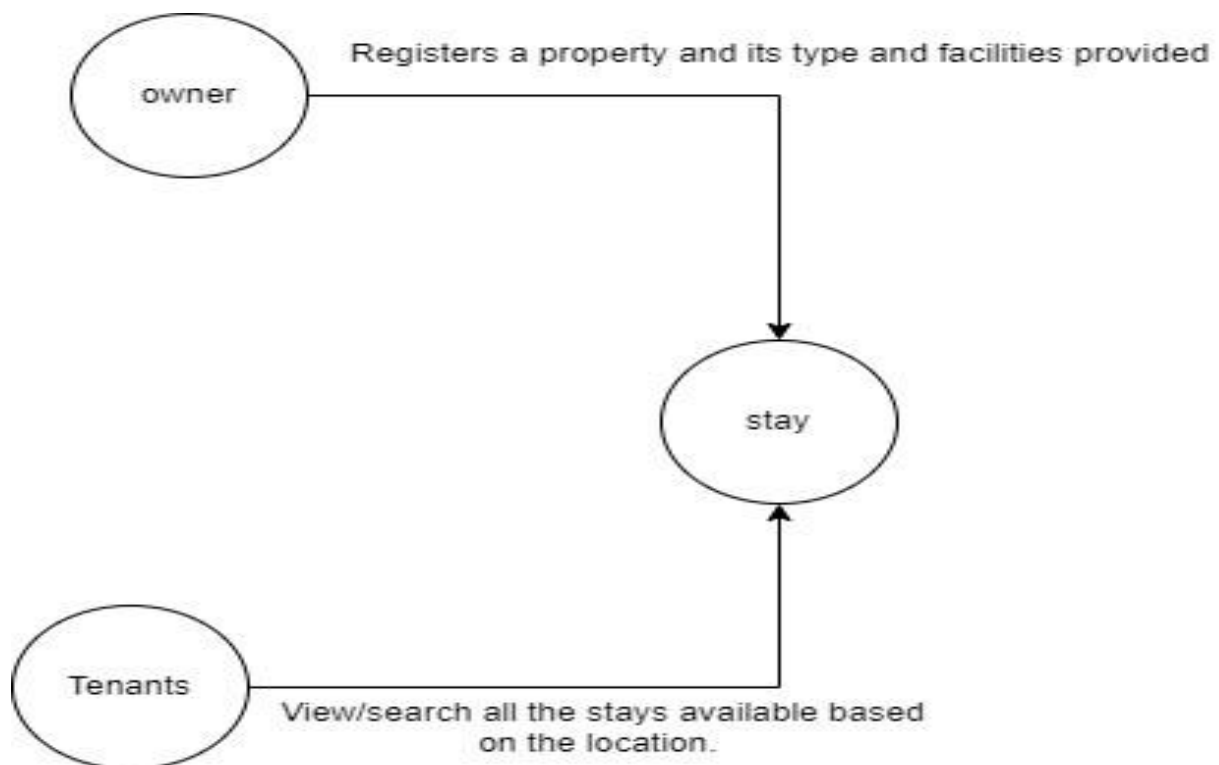 Registers a property and its type and facilities provided
owner
stay
Tenants
View/search all the stays available based
on the location.